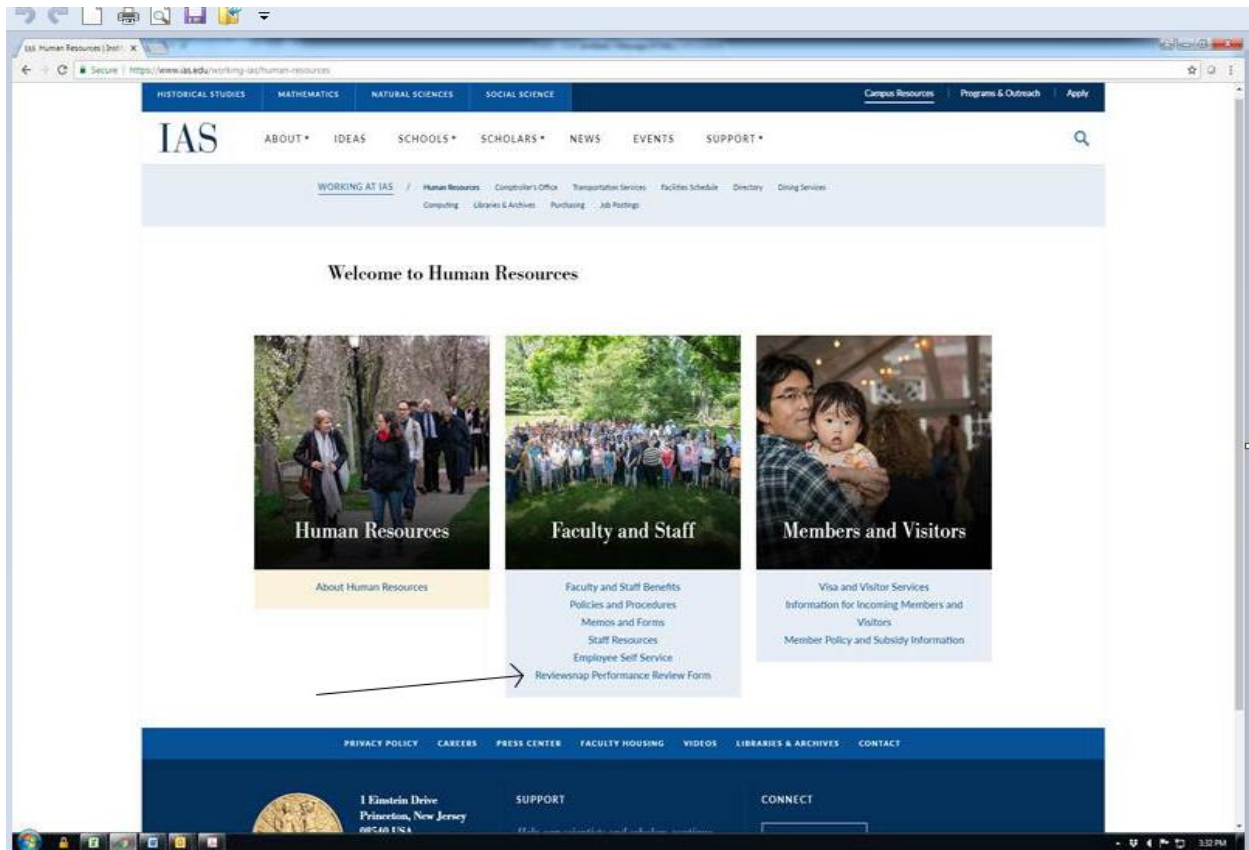 IAS Human Resources | Insti
Secure https://www.ias.edu/working-ias/human-resources
HISTORICAL STUDIES MATHEMATICS NATURAL SCIENCES SOCIAL SCIENCE Campus Resources Programs & Outreach Apply
IAS ABOUT IDEAS SCHOOLS SCHOLARS NEWS EVENTS SUPPORT
WORKING AT IAS / Human Resources Comptroller's Office Transportation Services Facilities Schedule Directory Dining Services
Computing Libraries & Archives Purchasing Job Postings
Welcome to Human Resources
Human Resources
About Human Resources
Faculty and Staff
Faculty and Staff Benefits
Policies and Procedures
Memos and Forms
Staff Resources
Employee Self Service
Reviewsnap Performance Review Form
Members and Visitors
Visa and Visitor Services
Information for Incoming Members and
Visitors
Member Policy and Subsidy Information
PRIVACY POLICY CAREERS PRESS CENTER FACULTY HOUSING VIDEOS LIBRARIES & ARCHIVES CONTACT
1 Einstein Drive
Princeton, New Jersey
08540 USA
SUPPORT
CONNECT
3:32 PM